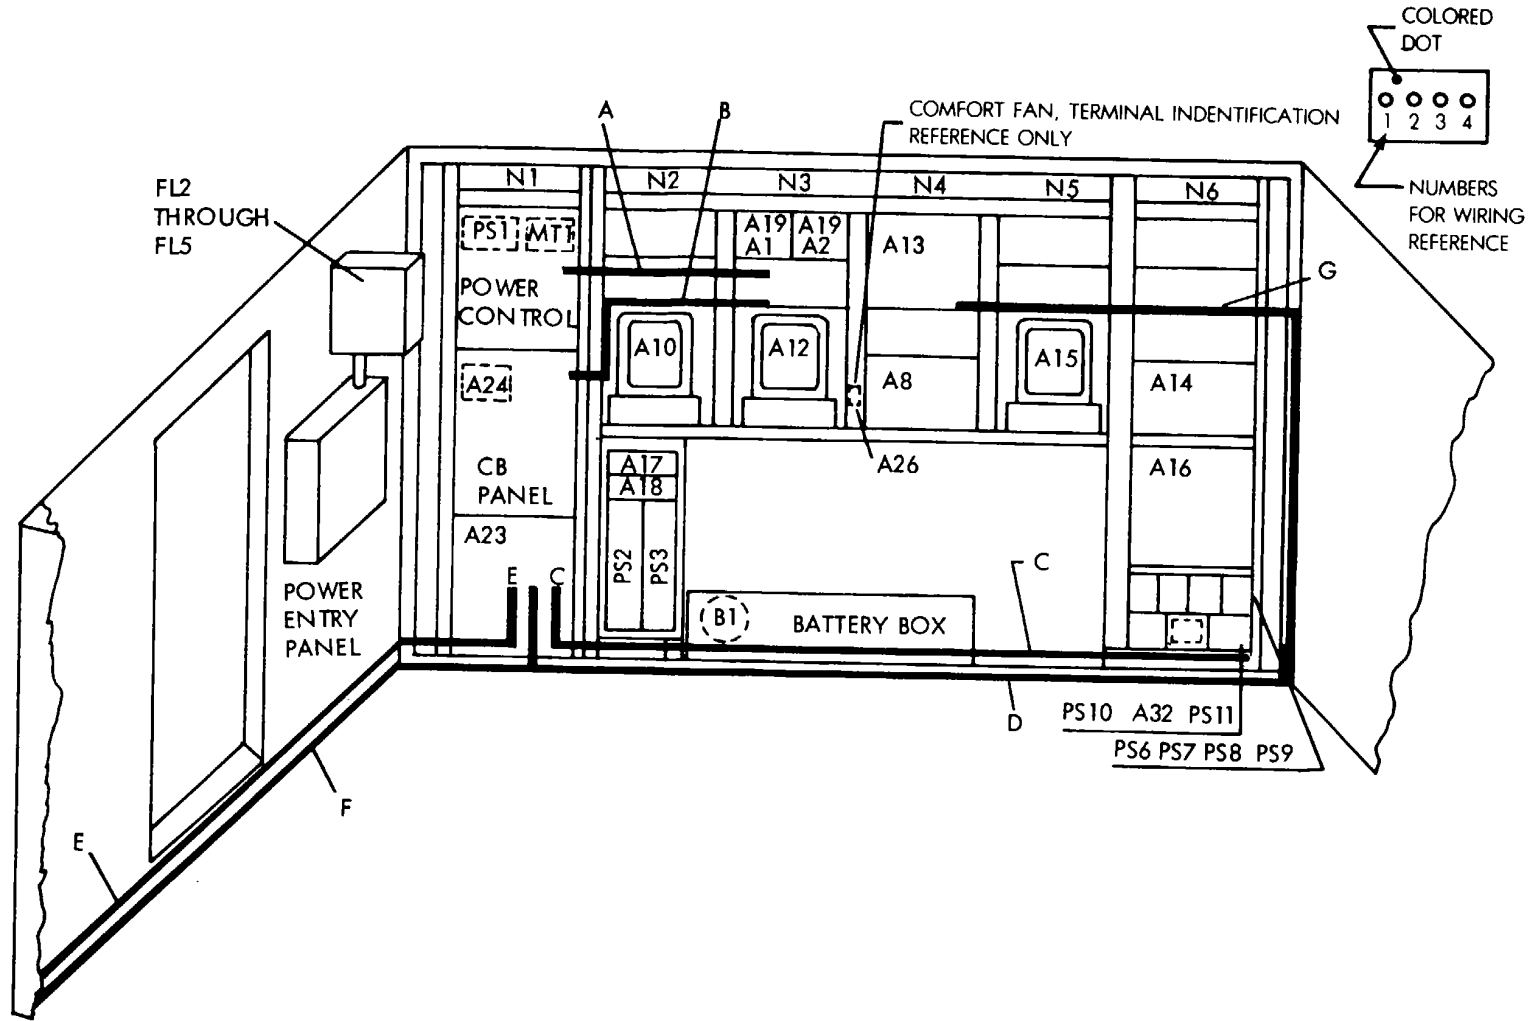 COLORED
DOT
1 2 3 4
NUMBERS
FOR WIRING
REFERENCE
A
B
COMFORT FAN, TERMINAL INDENTIFICATION
REFERENCE ONLY
FL2
THROUGH
FL5
N1
N2
N3
N4
N5
N6
PS1
MT1
A19
A1
A19
A2
A13
G
POWER
CONTROL
A10
A12
A15
A24
A8
A14
CB
PANEL
A26
A17
A18
A16
A23
PS2
PS3
E
C
C
POWER
ENTRY
PANEL
B1
BATTERY BOX
D
PS10 A32 PS11
PS6 PS7 PS8 PS9
F
E